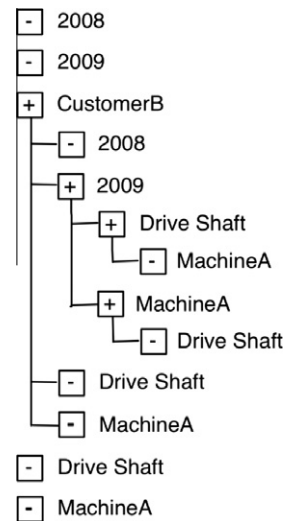 - 2008
- 2009
+ CustomerB
- 2008
+ 2009
+ Drive Shaft
- MachineA
+ MachineA
- Drive Shaft
- Drive Shaft
- MachineA
- Drive Shaft
- MachineA